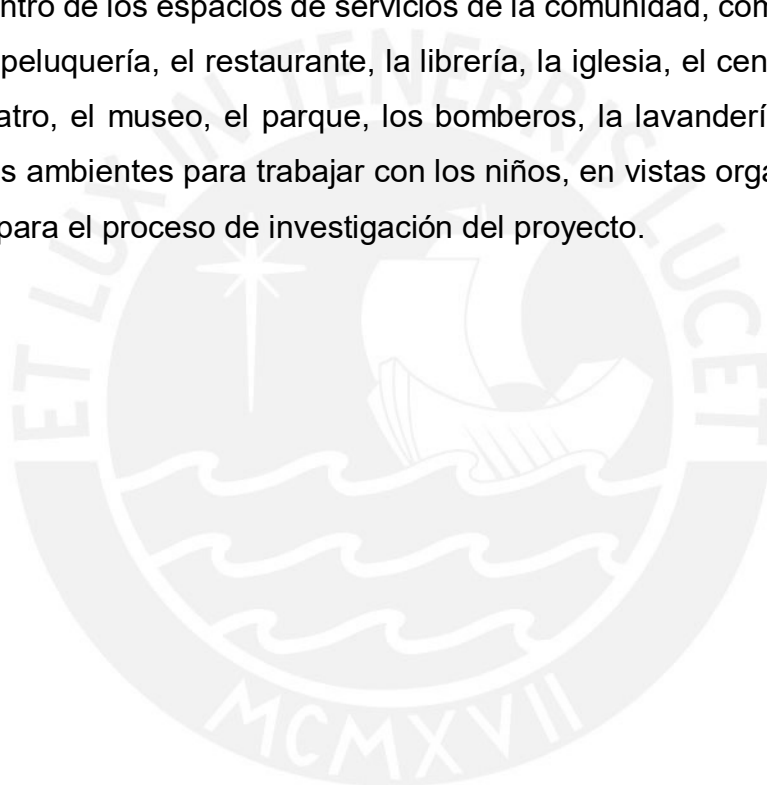 ntro de los espacios de servicios de la comunidad, com
peluquería, el restaurante, la librería, la iglesia, el cen
atro, el museo, el parque, los bomberos, la lavanderí
s ambientes para trabajar con los niños, en vistas orga
para el proceso de investigación del proyecto.
ET LUX IN TENEBRIS LUCET
MCMXVII